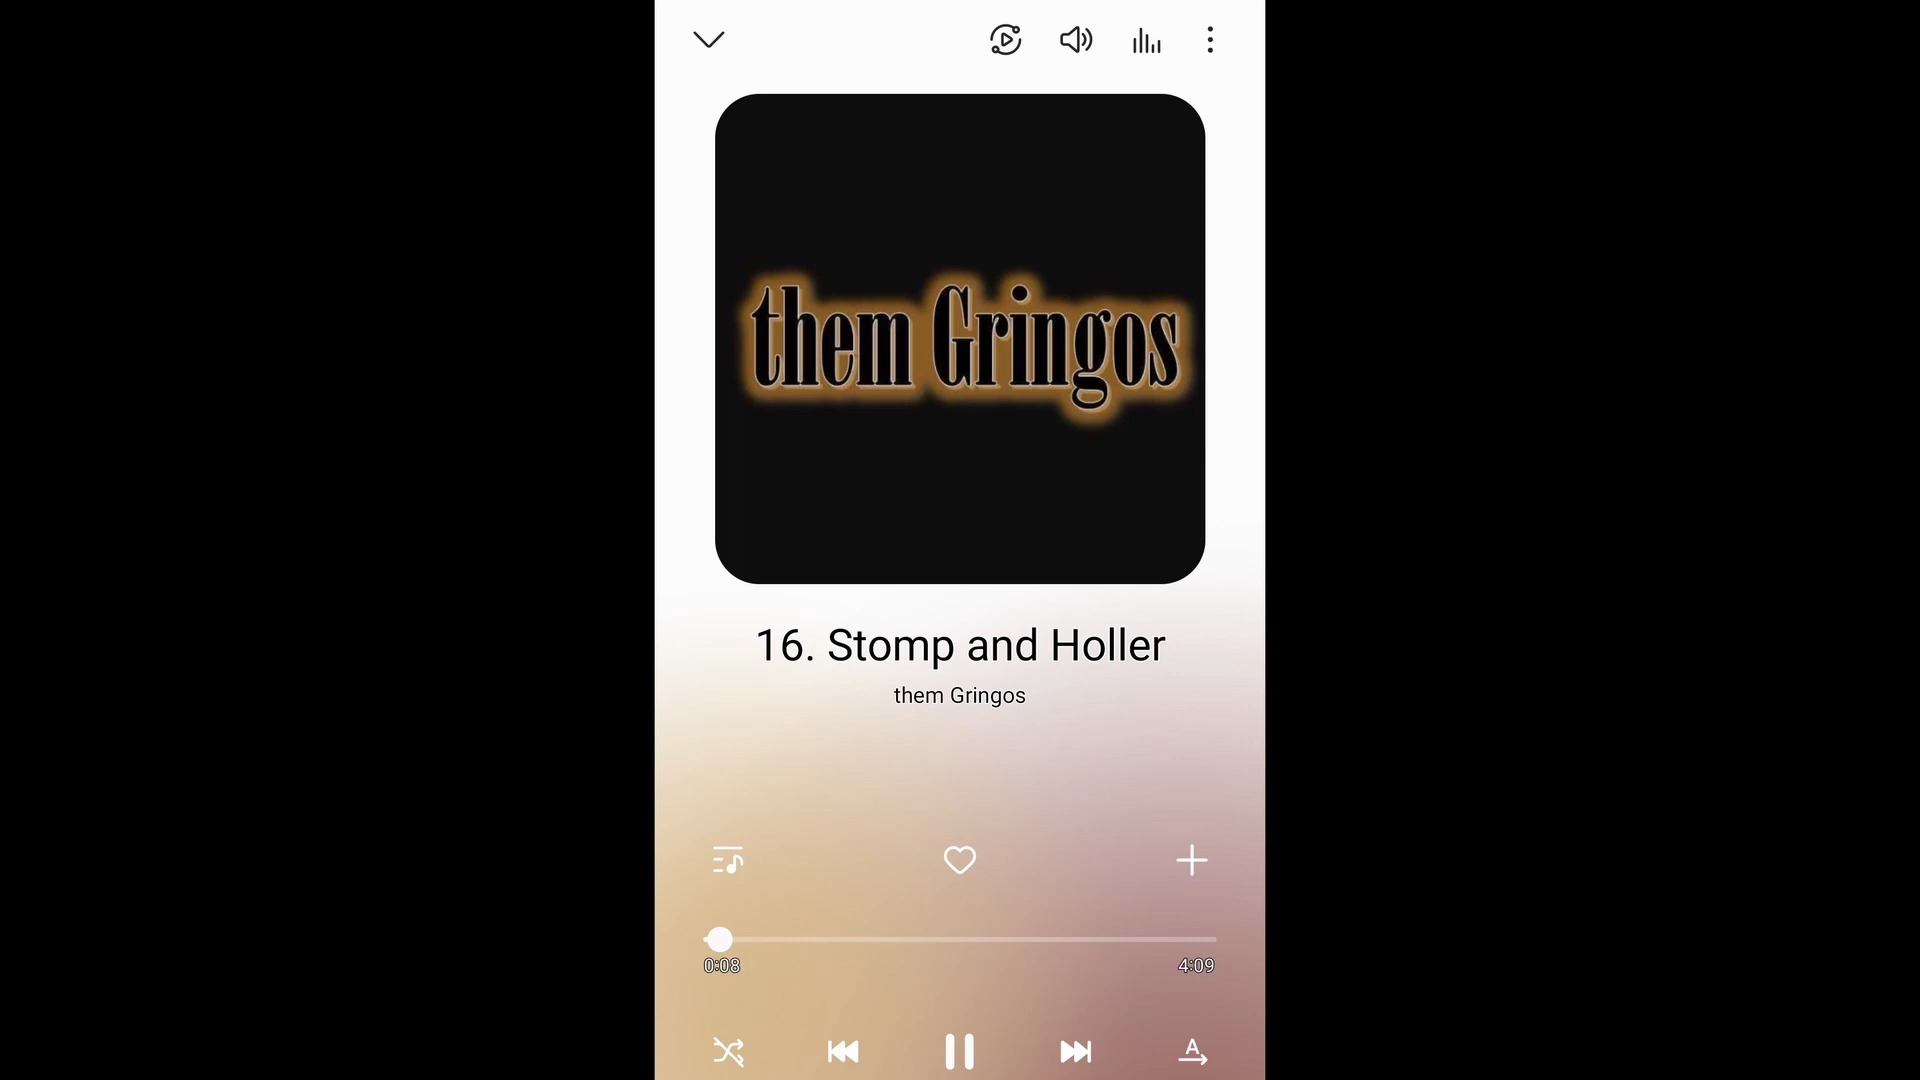 them Gringos
16. Stomp and Holler
them Gringos
0:08
4:09
A